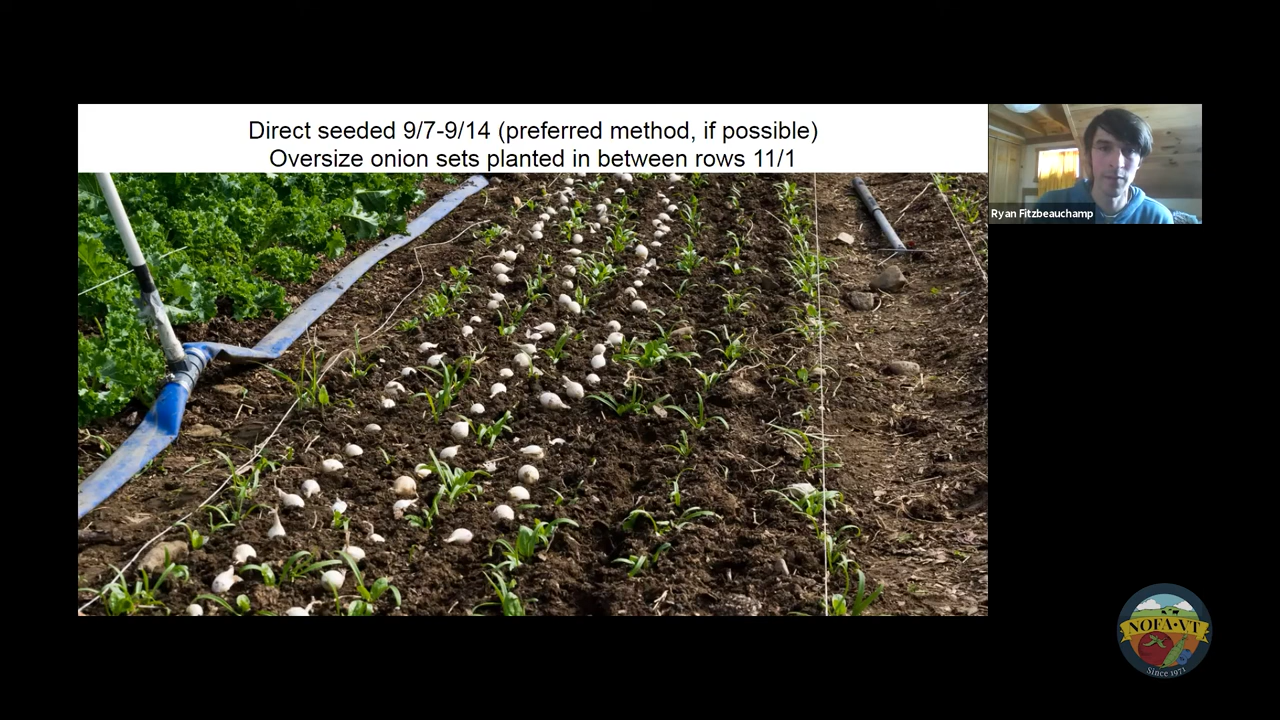 Direct seeded 9/7-9/14 (preferred method, if possible)
Oversize onion sets planted in between rows 11/1
Ryan Fitzbeauchamp
NOFA•VT
Since 1971